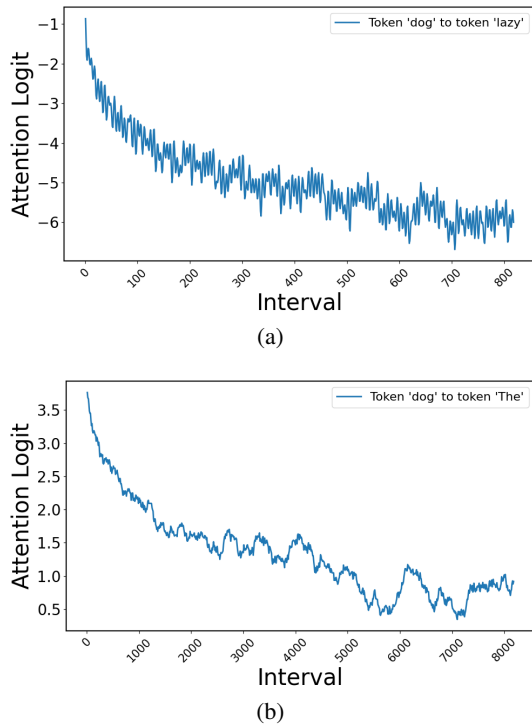 Token 'dog' to token 'lazy'
Attention Logit
−1
−2
−3
−4
−5
−6
0 100 200 300 400 500 600 700 800
Interval
(a)
Token 'dog' to token 'The'
Attention Logit
3.5
3.0
2.5
2.0
1.5
1.0
0.5
0 1000 2000 3000 4000 5000 6000 7000 8000
Interval
(b)